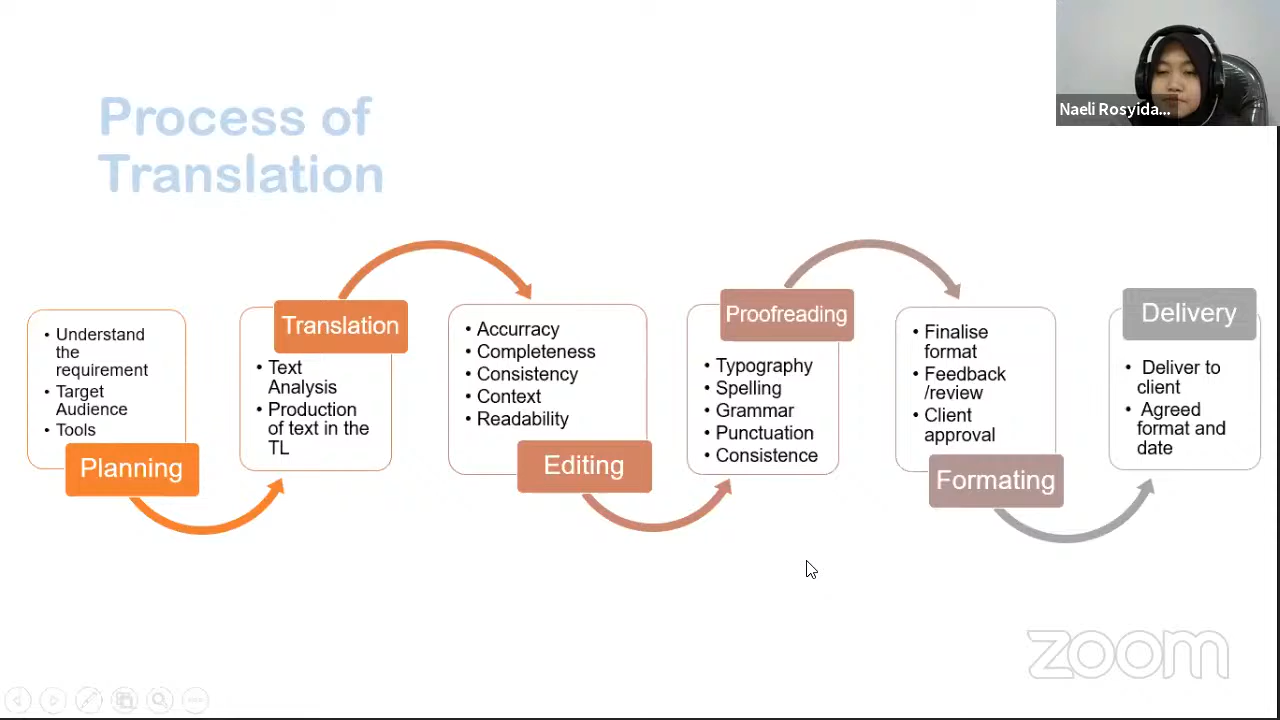 Process of
Translation
Naeli Rosyida...
• Understand
the
requirement
• Target
Audience
• Tools
Planning
Translation
• Text
Analysis
• Production
of text in the
TL
• Accurracy
• Completeness
• Consistency
• Context
• Readability
Editing
Proofreading
• Typography
• Spelling
• Grammar
• Punctuation
• Consistence
• Finalise
format
• Feedback
/review
• Client
approval
Formating
Delivery
• Deliver to
client
• Agreed
format and
date
zoom